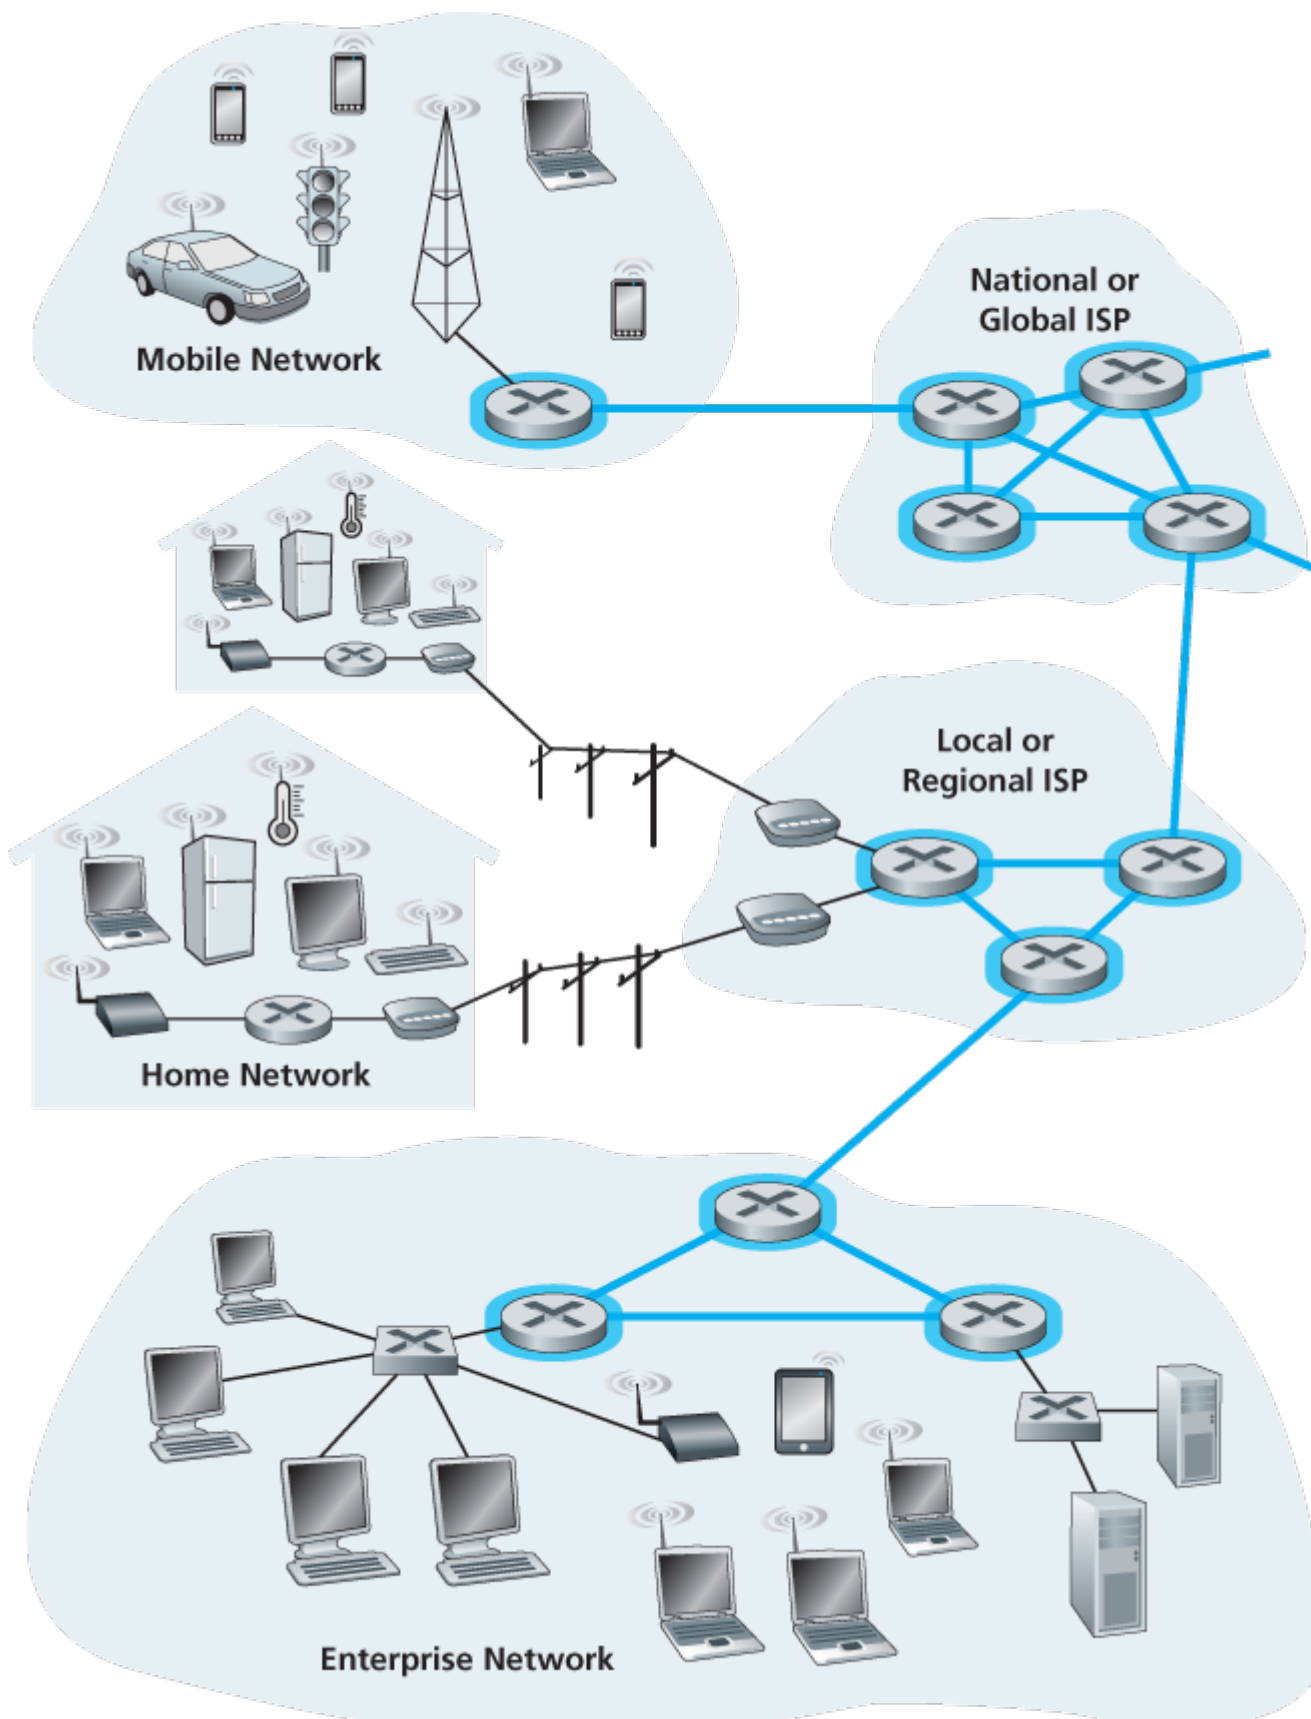 Mobile Network
National or
Global ISP
Local or
Regional ISP
Home Network
Enterprise Network